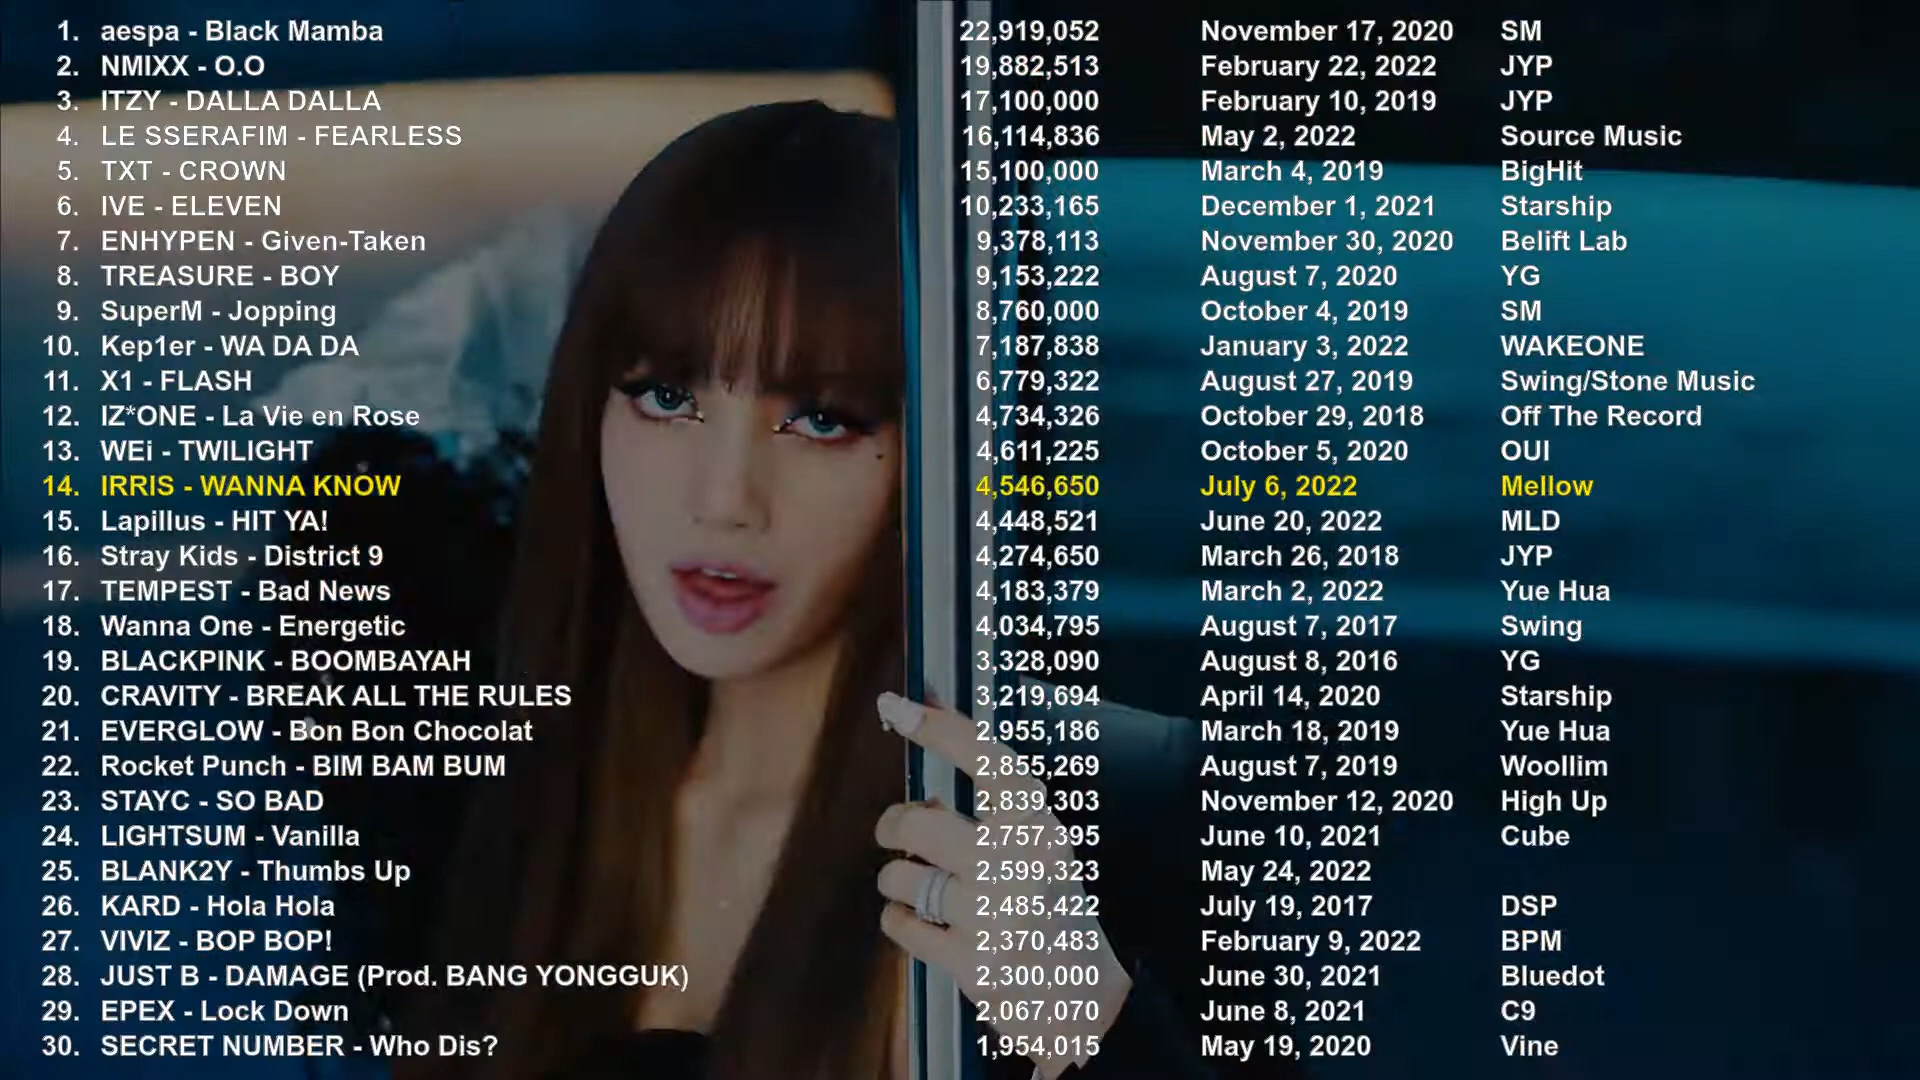 1. aespa - Black Mamba 22,919,052 November 17, 2020 SM
2. NMIXX - O.O 19,882,513 February 22, 2022 JYP
3. ITZY - DALLA DALLA 17,100,000 February 10, 2019 JYP
4. LE SSERAFIM - FEARLESS 16,114,836 May 2, 2022 Source Music
5. TXT - CROWN 15,100,000 March 4, 2019 BigHit
6. IVE - ELEVEN 10,233,165 December 1, 2021 Starship
7. ENHYPEN - Given-Taken 9,378,113 November 30, 2020 Belift Lab
8. TREASURE - BOY 9,153,222 August 7, 2020 YG
9. SuperM - Jopping 8,760,000 October 4, 2019 SM
10. Kep1er - WA DA DA 7,187,838 January 3, 2022 WAKEONE
11. X1 - FLASH 6,779,322 August 27, 2019 Swing/Stone Music
12. IZ*ONE - La Vie en Rose 4,734,326 October 29, 2018 Off The Record
13. WEi - TWILIGHT 4,611,225 October 5, 2020 OUI
14. IRRIS - WANNA KNOW 4,546,650 July 6, 2022 Mellow
15. Lapillus - HIT YA! 4,448,521 June 20, 2022 MLD
16. Stray Kids - District 9 4,274,650 March 26, 2018 JYP
17. TEMPEST - Bad News 4,183,379 March 2, 2022 Yue Hua
18. Wanna One - Energetic 4,034,795 August 7, 2017 Swing
19. BLACKPINK - BOOMBAYAH 3,328,090 August 8, 2016 YG
20. CRAVITY - BREAK ALL THE RULES 3,219,694 April 14, 2020 Starship
21. EVERGLOW - Bon Bon Chocolat 2,955,186 March 18, 2019 Yue Hua
22. Rocket Punch - BIM BAM BUM 2,855,269 August 7, 2019 Woollim
23. STAYC - SO BAD 2,839,303 November 12, 2020 High Up
24. LIGHTSUM - Vanilla 2,757,395 June 10, 2021 Cube
25. BLANK2Y - Thumbs Up 2,599,323 May 24, 2022
26. KARD - Hola Hola 2,485,422 July 19, 2017 DSP
27. VIVIZ - BOP BOP! 2,370,483 February 9, 2022 BPM
28. JUST B - DAMAGE (Prod. BANG YONGGUK) 2,300,000 June 30, 2021 Bluedot
29. EPEX - Lock Down 2,067,070 June 8, 2021 C9
30. SECRET NUMBER - Who Dis? 1,954,015 May 19, 2020 Vine